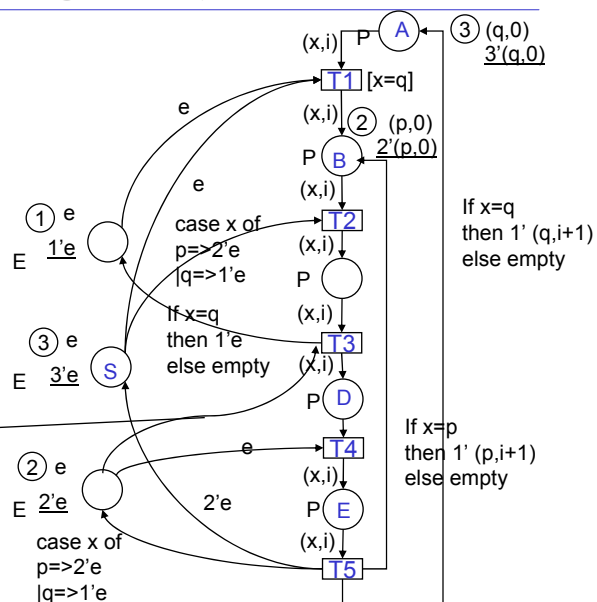 A
3 (q,0)
3'(q,0)
P
(x,i)
T1 [x=q]
(x,i)
2 (p,0)
2'(p,0)
e
P
B
(x,i)
e
1 e
1'e
E
case x of
p=>2'e
|q=>1'e
T2
(x,i)
If x=q
then 1' (q,i+1)
else empty
P
If x=q
then 1'e
else empty
(x,i)
T3
(x,i)
3 e
3'e
E
S
P
D
If x=p
then 1' (p,i+1)
else empty
e
T4
(x,i)
2 e
2'e
E
2'e
P
E
(x,i)
case x of
p=>2'e
|q=>1'e
T5